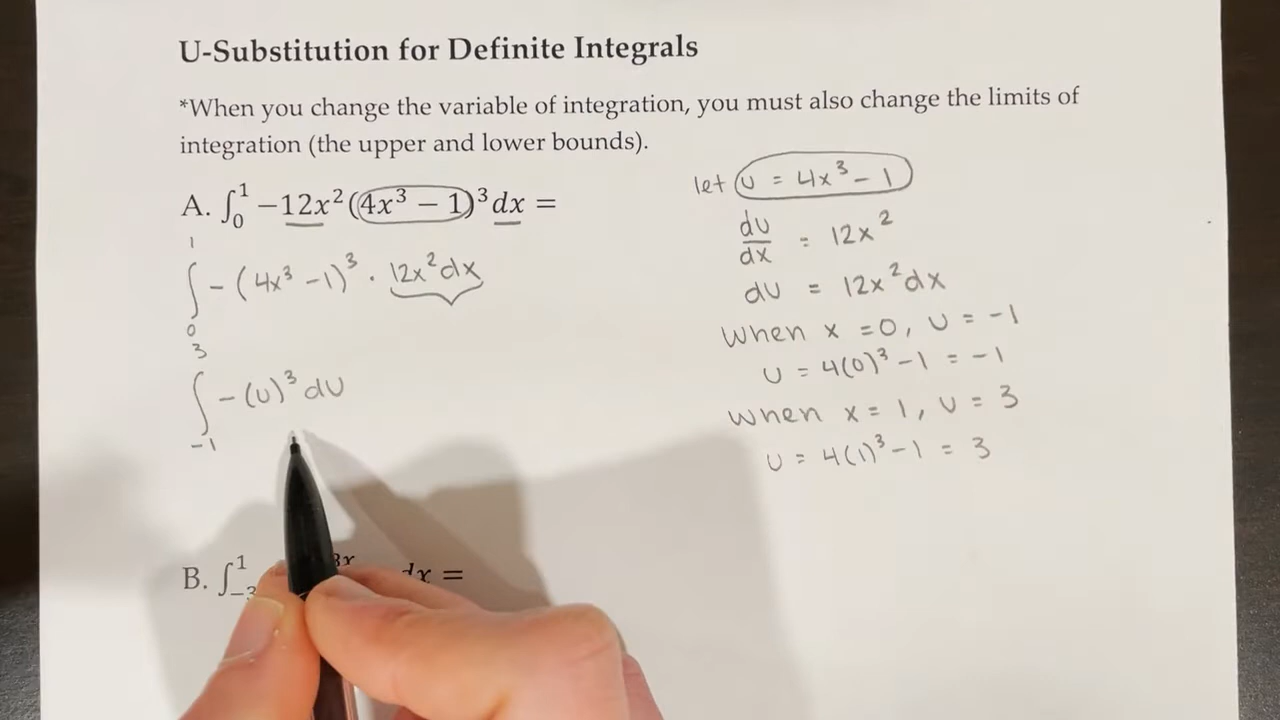 U-Substitution for Definite Integrals
*When you change the variable of integration, you must also change the limits of
integration (the upper and lower bounds).
A. ∫₀¹ −12x²(4x³ − 1)³dx =
∫₀¹ −(4x³ − 1)³ · 12x²dx
∫₋₁³ −(u)³ du
let u = 4x³ − 1
du/dx = 12x²
du = 12x²dx
When x = 0, u = −1
u = 4(0)³ − 1 = −1
When x = 1, u = 3
u = 4(1)³ − 1 = 3
B. ∫₋₃¹ dx =